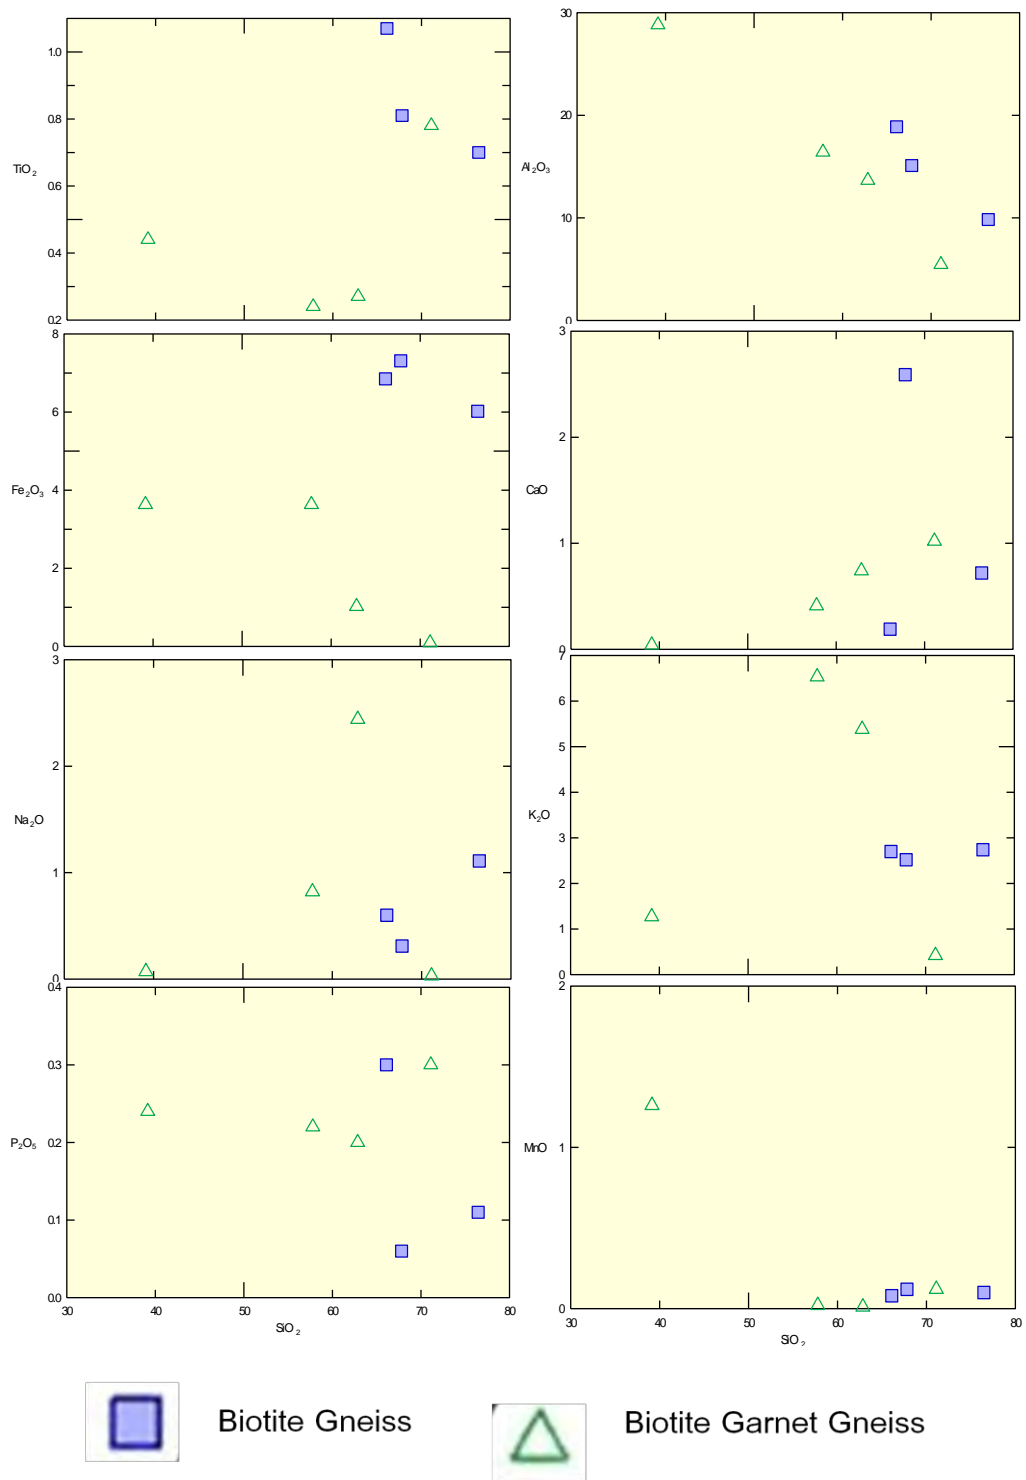 1.0
0.8
TiO2
0.6
0.4
0.2
30
20
Al2O3
10
0
8
6
Fe2O3 4
2
0
3
2
CaO
1
0
3
2
Na2O
1
0
7
6
5
4
K2O
3
2
1
0
0.4
0.3
P2O5 0.2
0.1
0.0
30 40 50 60 70 80
SiO2
2
1
MnO
0
30 40 50 60 70 80
SiO2
Biotite Gneiss
Biotite Garnet Gneiss